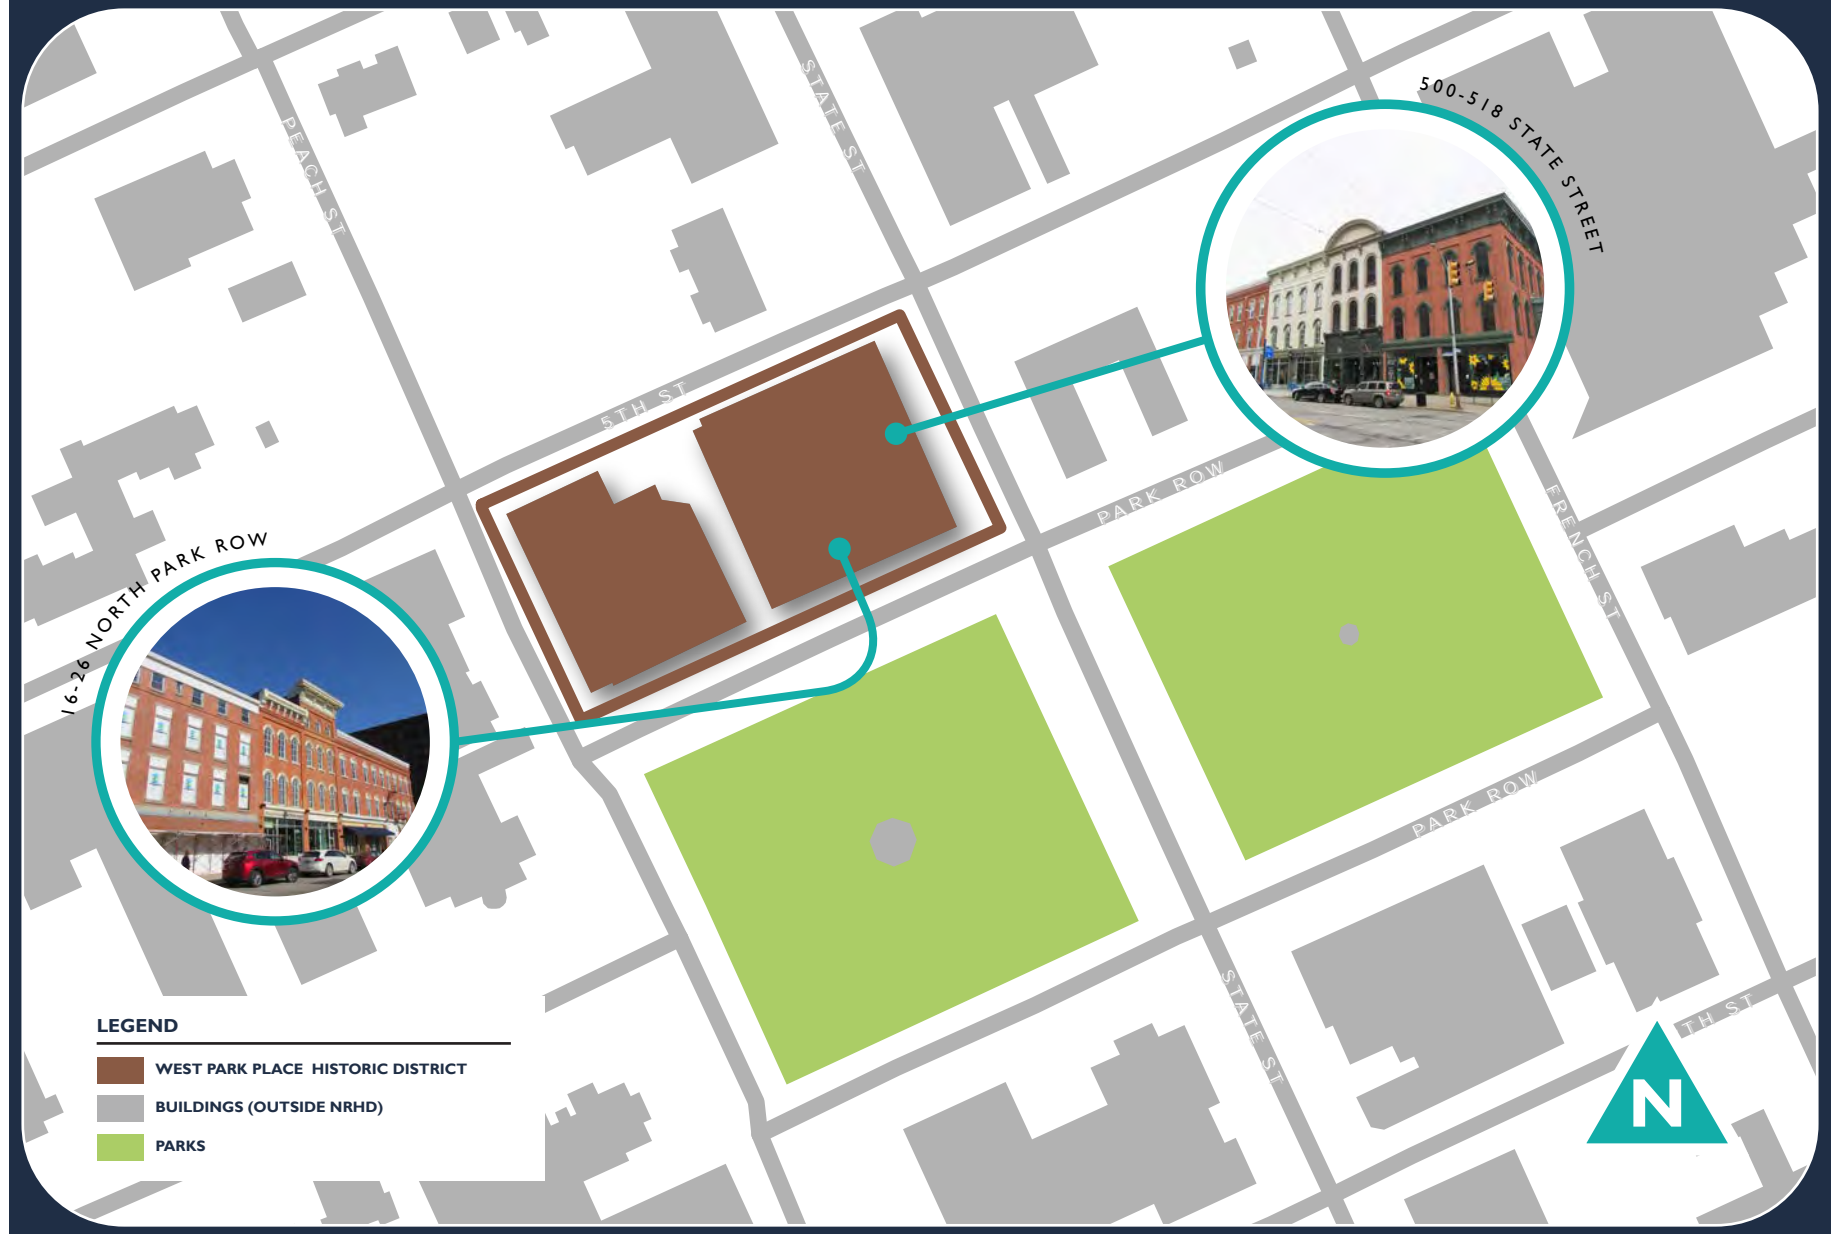 PEACH ST
STATE ST
500-518 STATE STREET
5TH ST
PARK ROW
FRENCH ST
16-26 NORTH PARK ROW
PARK ROW
STATE ST
TH ST
N
LEGEND
WEST PARK PLACE HISTORIC DISTRICT
BUILDINGS (OUTSIDE NRHD)
PARKS